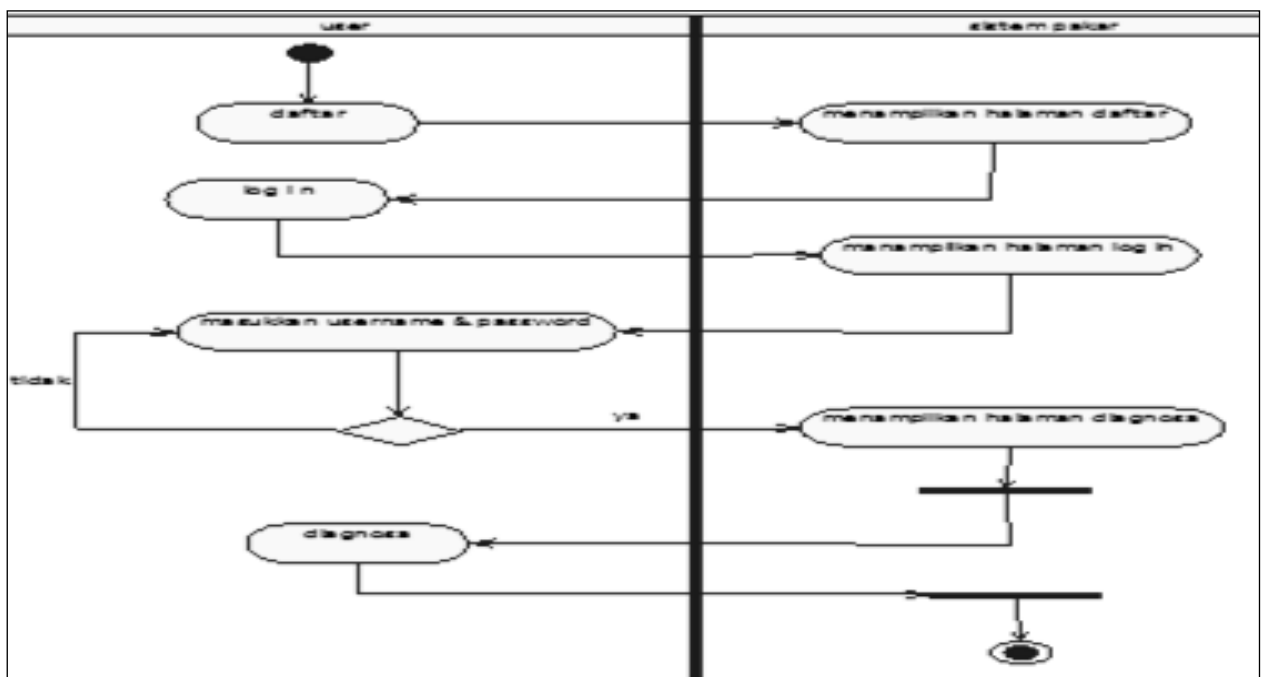 user
sistem pakar
daftar
menampilkan halaman daftar
log in
menampilkan halaman log in
masukkan username & password
tidak
ya
menampilkan halaman diagnosa
diagnosa